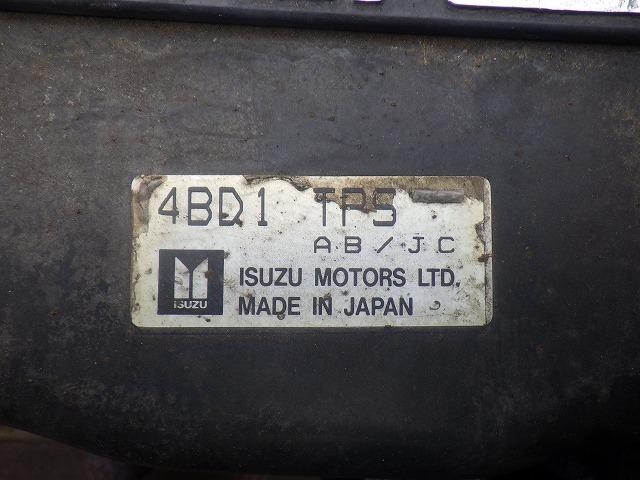 4BD1 TPS
AB/JC
ISUZU
ISUZU MOTORS LTD.
MADE IN JAPAN